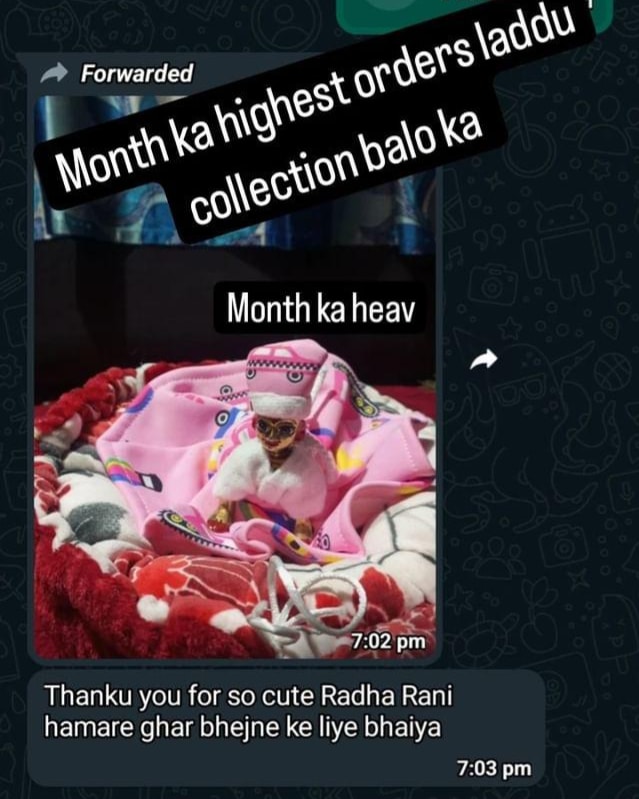 Forwarded
Month ka highest orders laddu
collection balo ka
Month ka heav
7:02 pm
Thanku you for so cute Radha Rani
hamare ghar bhejne ke liye bhaiya
7:03 pm